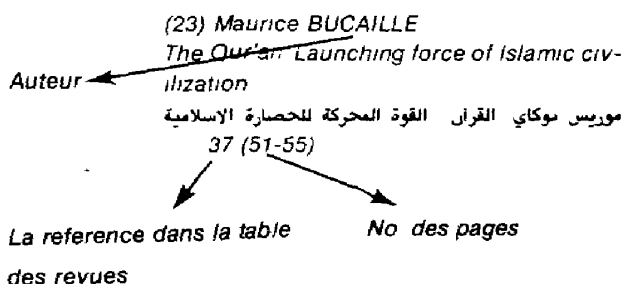 (23) Maurice BUCAILLE
The Qur'an Launching force of Islamic civ-
Auteur
ilization
موريس بوكاي القرآن القوة المحركة للحضارة الاسلامية
37 (51-55)
La reference dans la table
No des pages
des revues